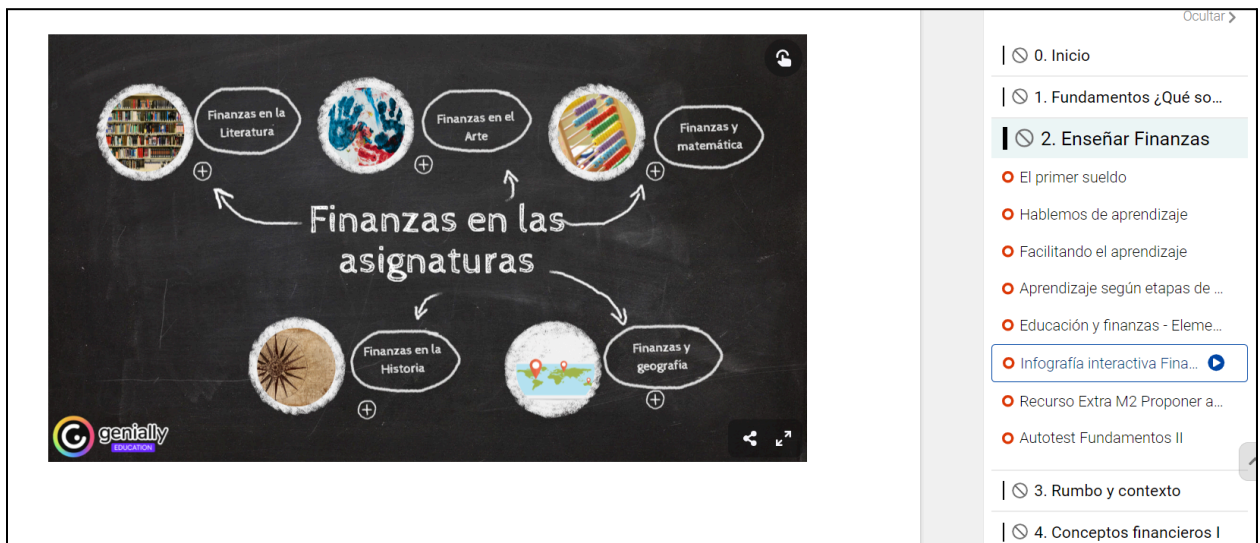 Finanzas en la
Literatura
Finanzas en el
Arte
Finanzas y
matemática
Finanzas en las
asignaturas
Finanzas en la
Historia
Finanzas y
geografía
genially
EDUCATION
Ocultar
0. Inicio
1. Fundamentos ¿Qué so...
2. Enseñar Finanzas
El primer sueldo
Hablemos de aprendizaje
Facilitando el aprendizaje
Aprendizaje según etapas de ...
Educación y finanzas - Eleme...
Infografía interactiva Fina...
Recurso Extra M2 Proponer a...
Autotest Fundamentos II
3. Rumbo y contexto
4. Conceptos financieros I